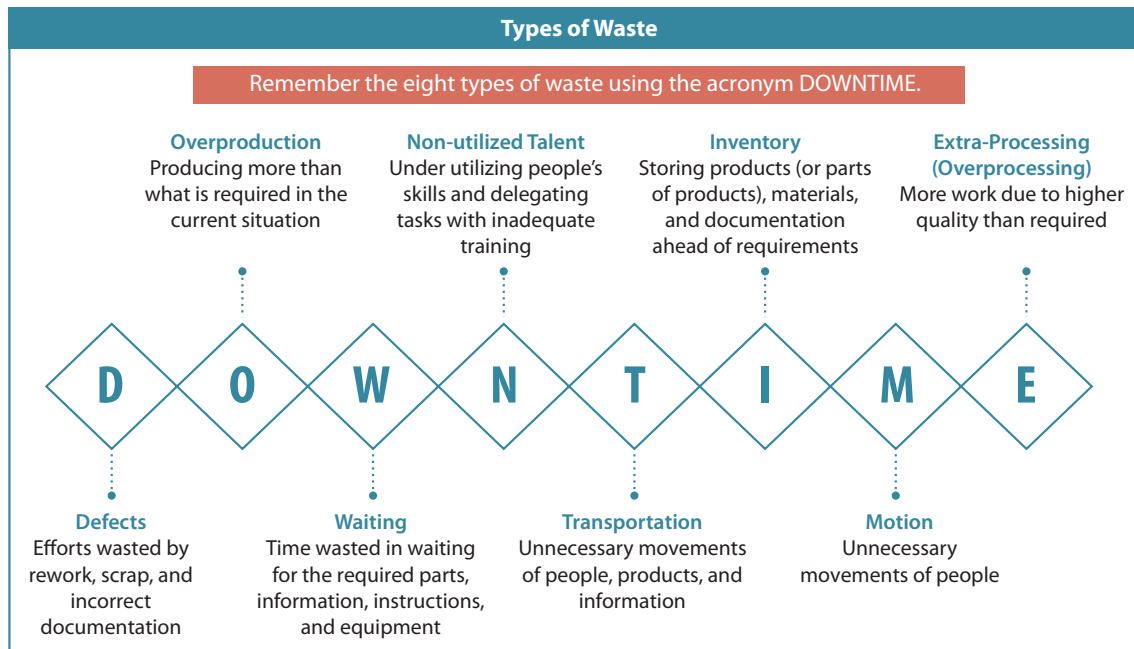 Types of Waste
Remember the eight types of waste using the acronym DOWNTIME.
Overproduction
Producing more than
what is required in the
current situation
Non-utilized Talent
Under utilizing people's
skills and delegating
tasks with inadequate
training
Inventory
Storing products (or parts
of products), materials,
and documentation
ahead of requirements
Extra-Processing
(Overprocessing)
More work due to higher
quality than required
D O W N T I M E
Defects
Efforts wasted by
rework, scrap, and
incorrect
documentation
Waiting
Time wasted in waiting
for the required parts,
information, instructions,
and equipment
Transportation
Unnecessary movements
of people, products, and
information
Motion
Unnecessary
movements of people